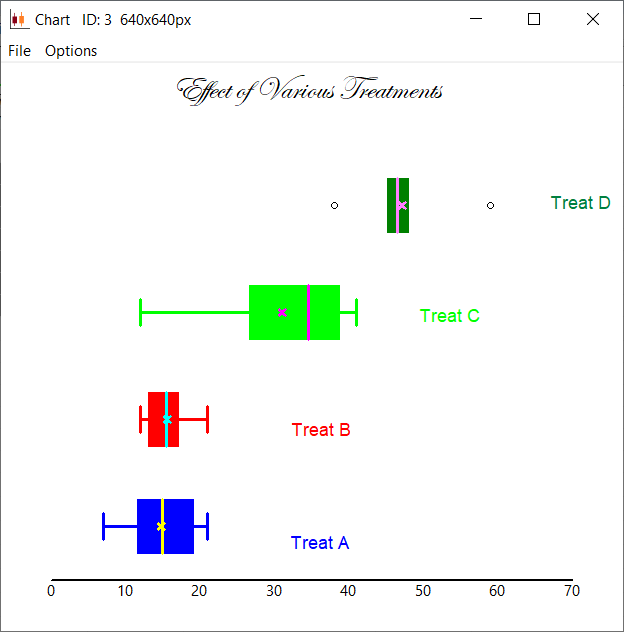 Chart ID: 3 640x640px
File Options
Effect of Various Treatments
Treat D
Treat C
Treat B
Treat A
0 10 20 30 40 50 60 70